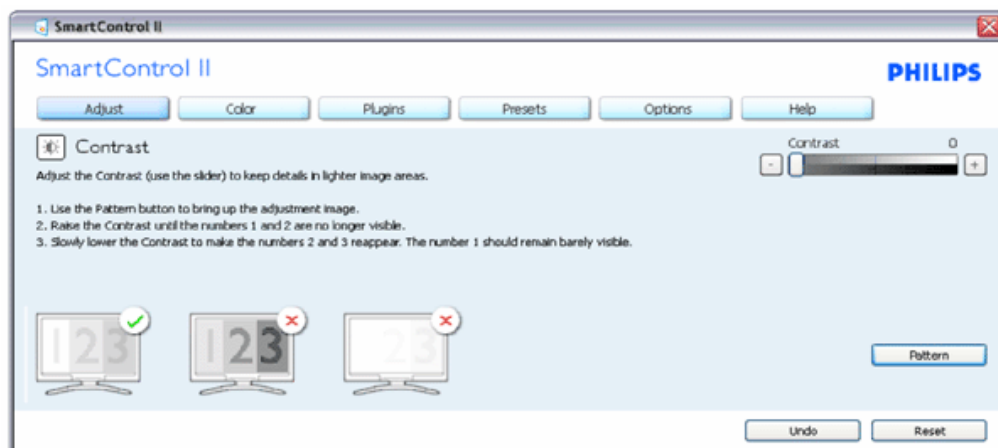 SmartControl II
SmartControl II
PHILIPS
Adjust Color Plugins Presets Options Help
Contrast
Contrast 0
- +
Adjust the Contrast (use the slider) to keep details in lighter image areas.
1. Use the Pattern button to bring up the adjustment image.
2. Raise the Contrast until the numbers 1 and 2 are no longer visible.
3. Slowly lower the Contrast to make the numbers 2 and 3 reappear. The number 1 should remain barely visible.
123 123 23
Pattern
Undo Reset